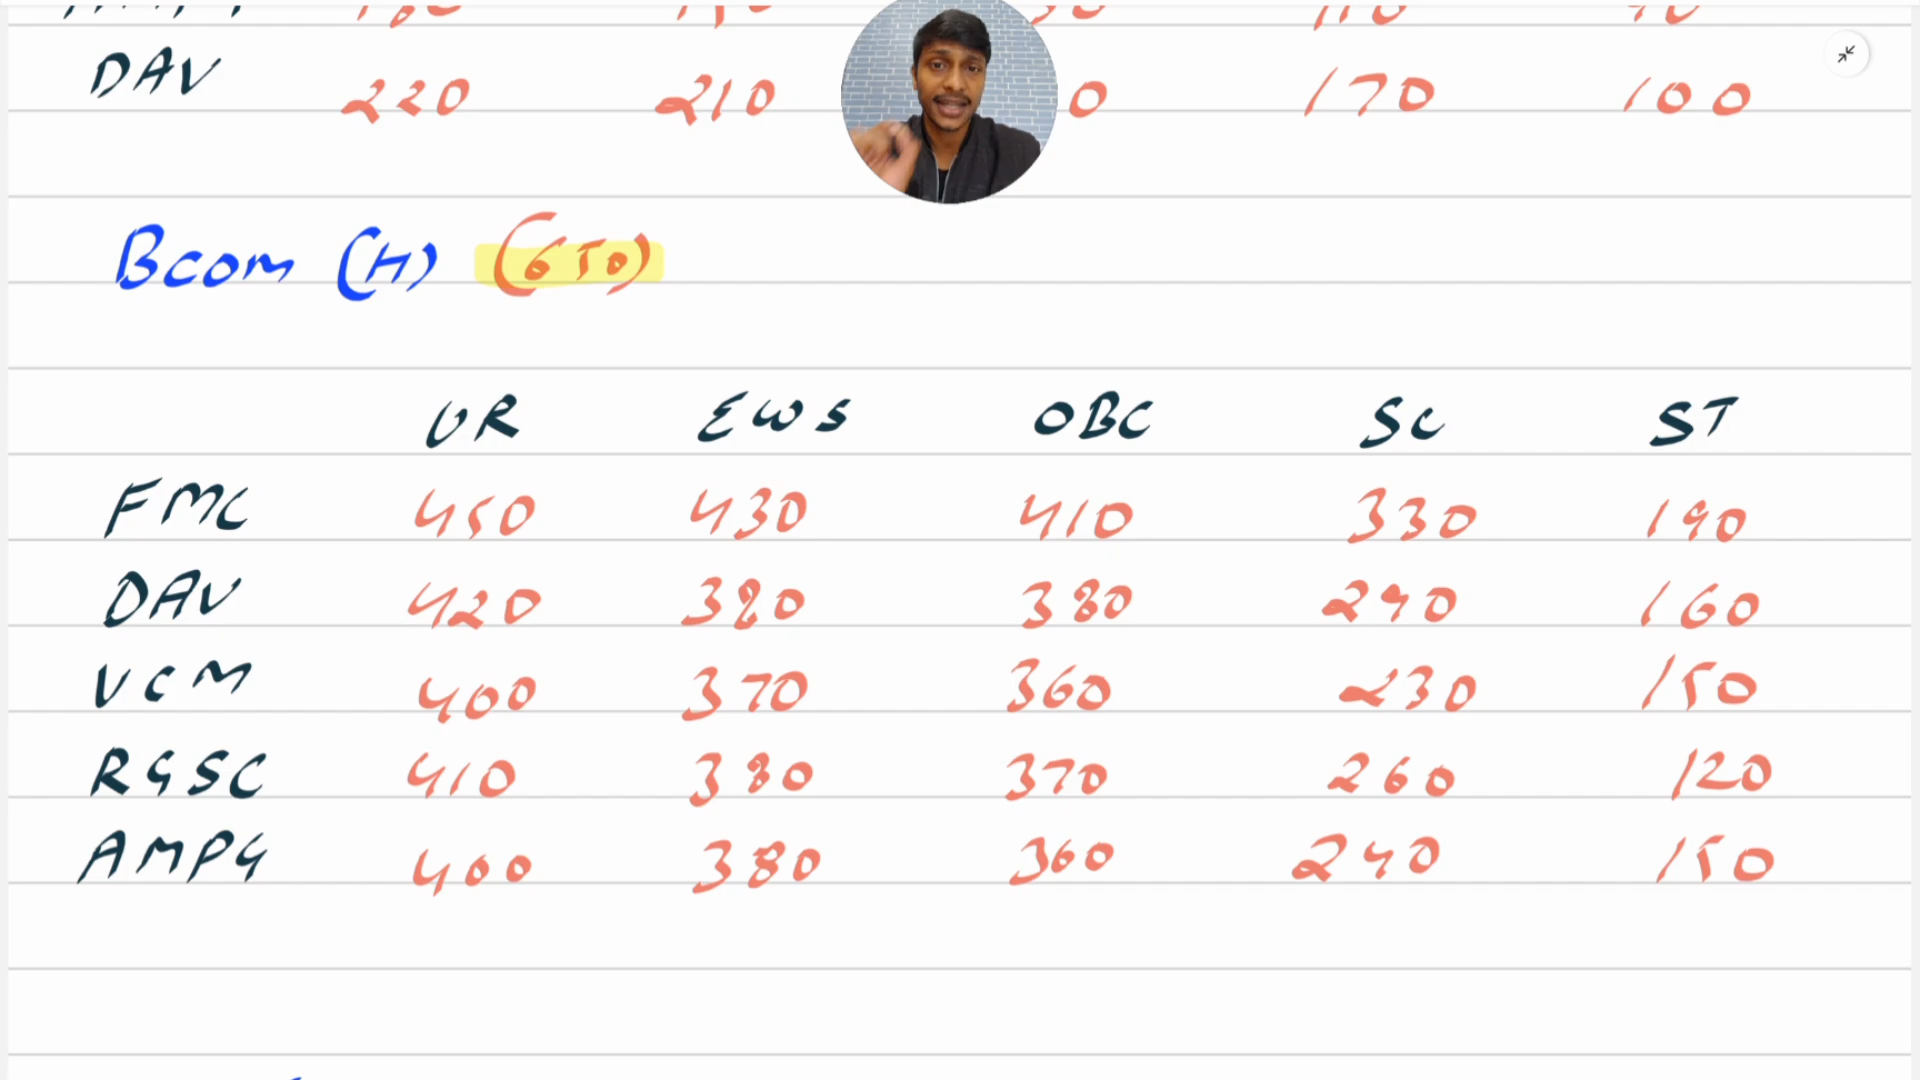 DAV 220 210 0 170 100
Bcom (H) (650)
UR EWS OBC SC ST
FMC 450 430 410 330 190
DAV 420 380 380 240 160
VCM 400 370 360 230 150
RGSC 410 380 370 260 120
AMPG 400 380 360 240 150